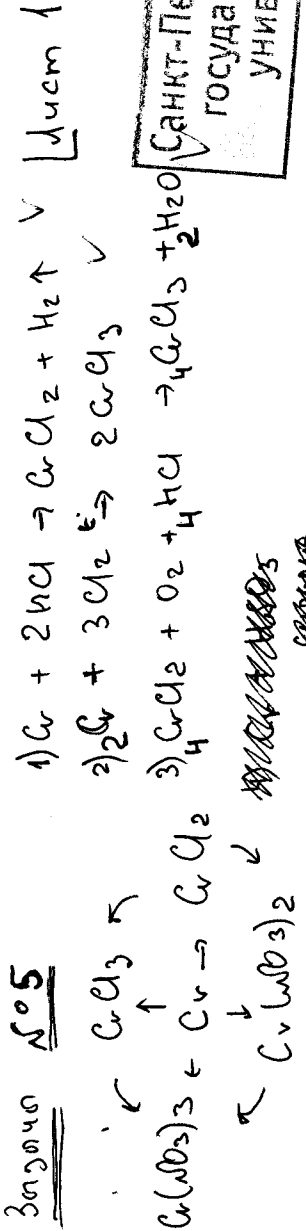 Задание №5
Лист 1
CrCl3
Cr(NO3)3 ← Cr → CrCl2
Cr(NO3)2
1) Cr + 2HCl → CrCl2 + H2↑ ✓
2) 2Cr + 3Cl2 t°→ 2CrCl3 ✓
3) 4CrCl2 + O2 + 4HCl → 4CrCl3 + 2H2O ✓
Санкт-Пе
госуда
унив